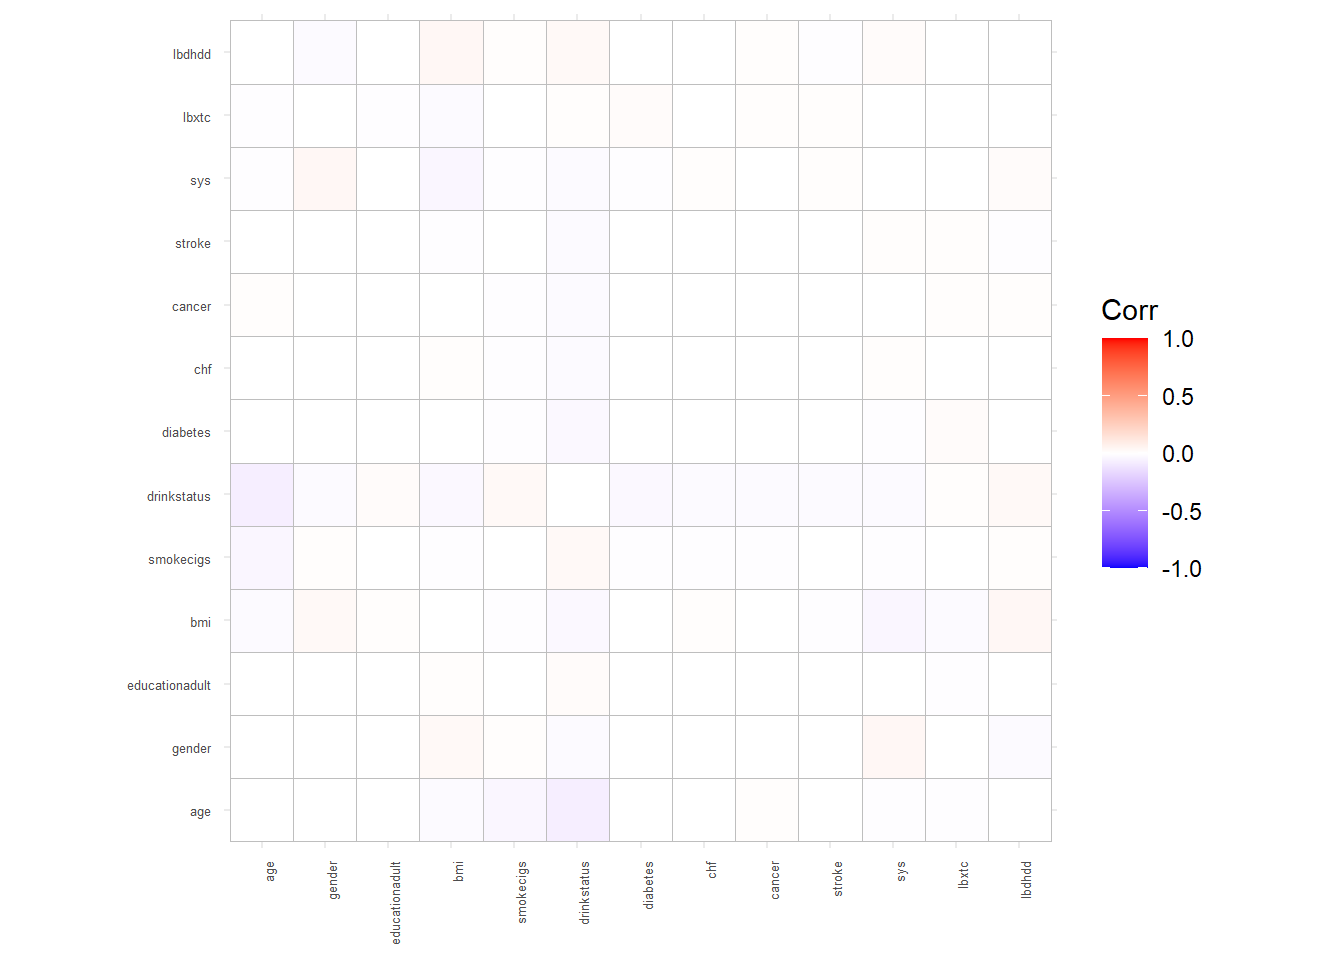 lbdhdd
lbxtc
sys
stroke
cancer
chf
diabetes
drinkstatus
smokecigs
bmi
educationadult
gender
age
age
gender
educationadult
bmi
smokecigs
drinkstatus
diabetes
chf
cancer
stroke
sys
lbxtc
lbdhdd
Corr
1.0
0.5
0.0
-0.5
-1.0